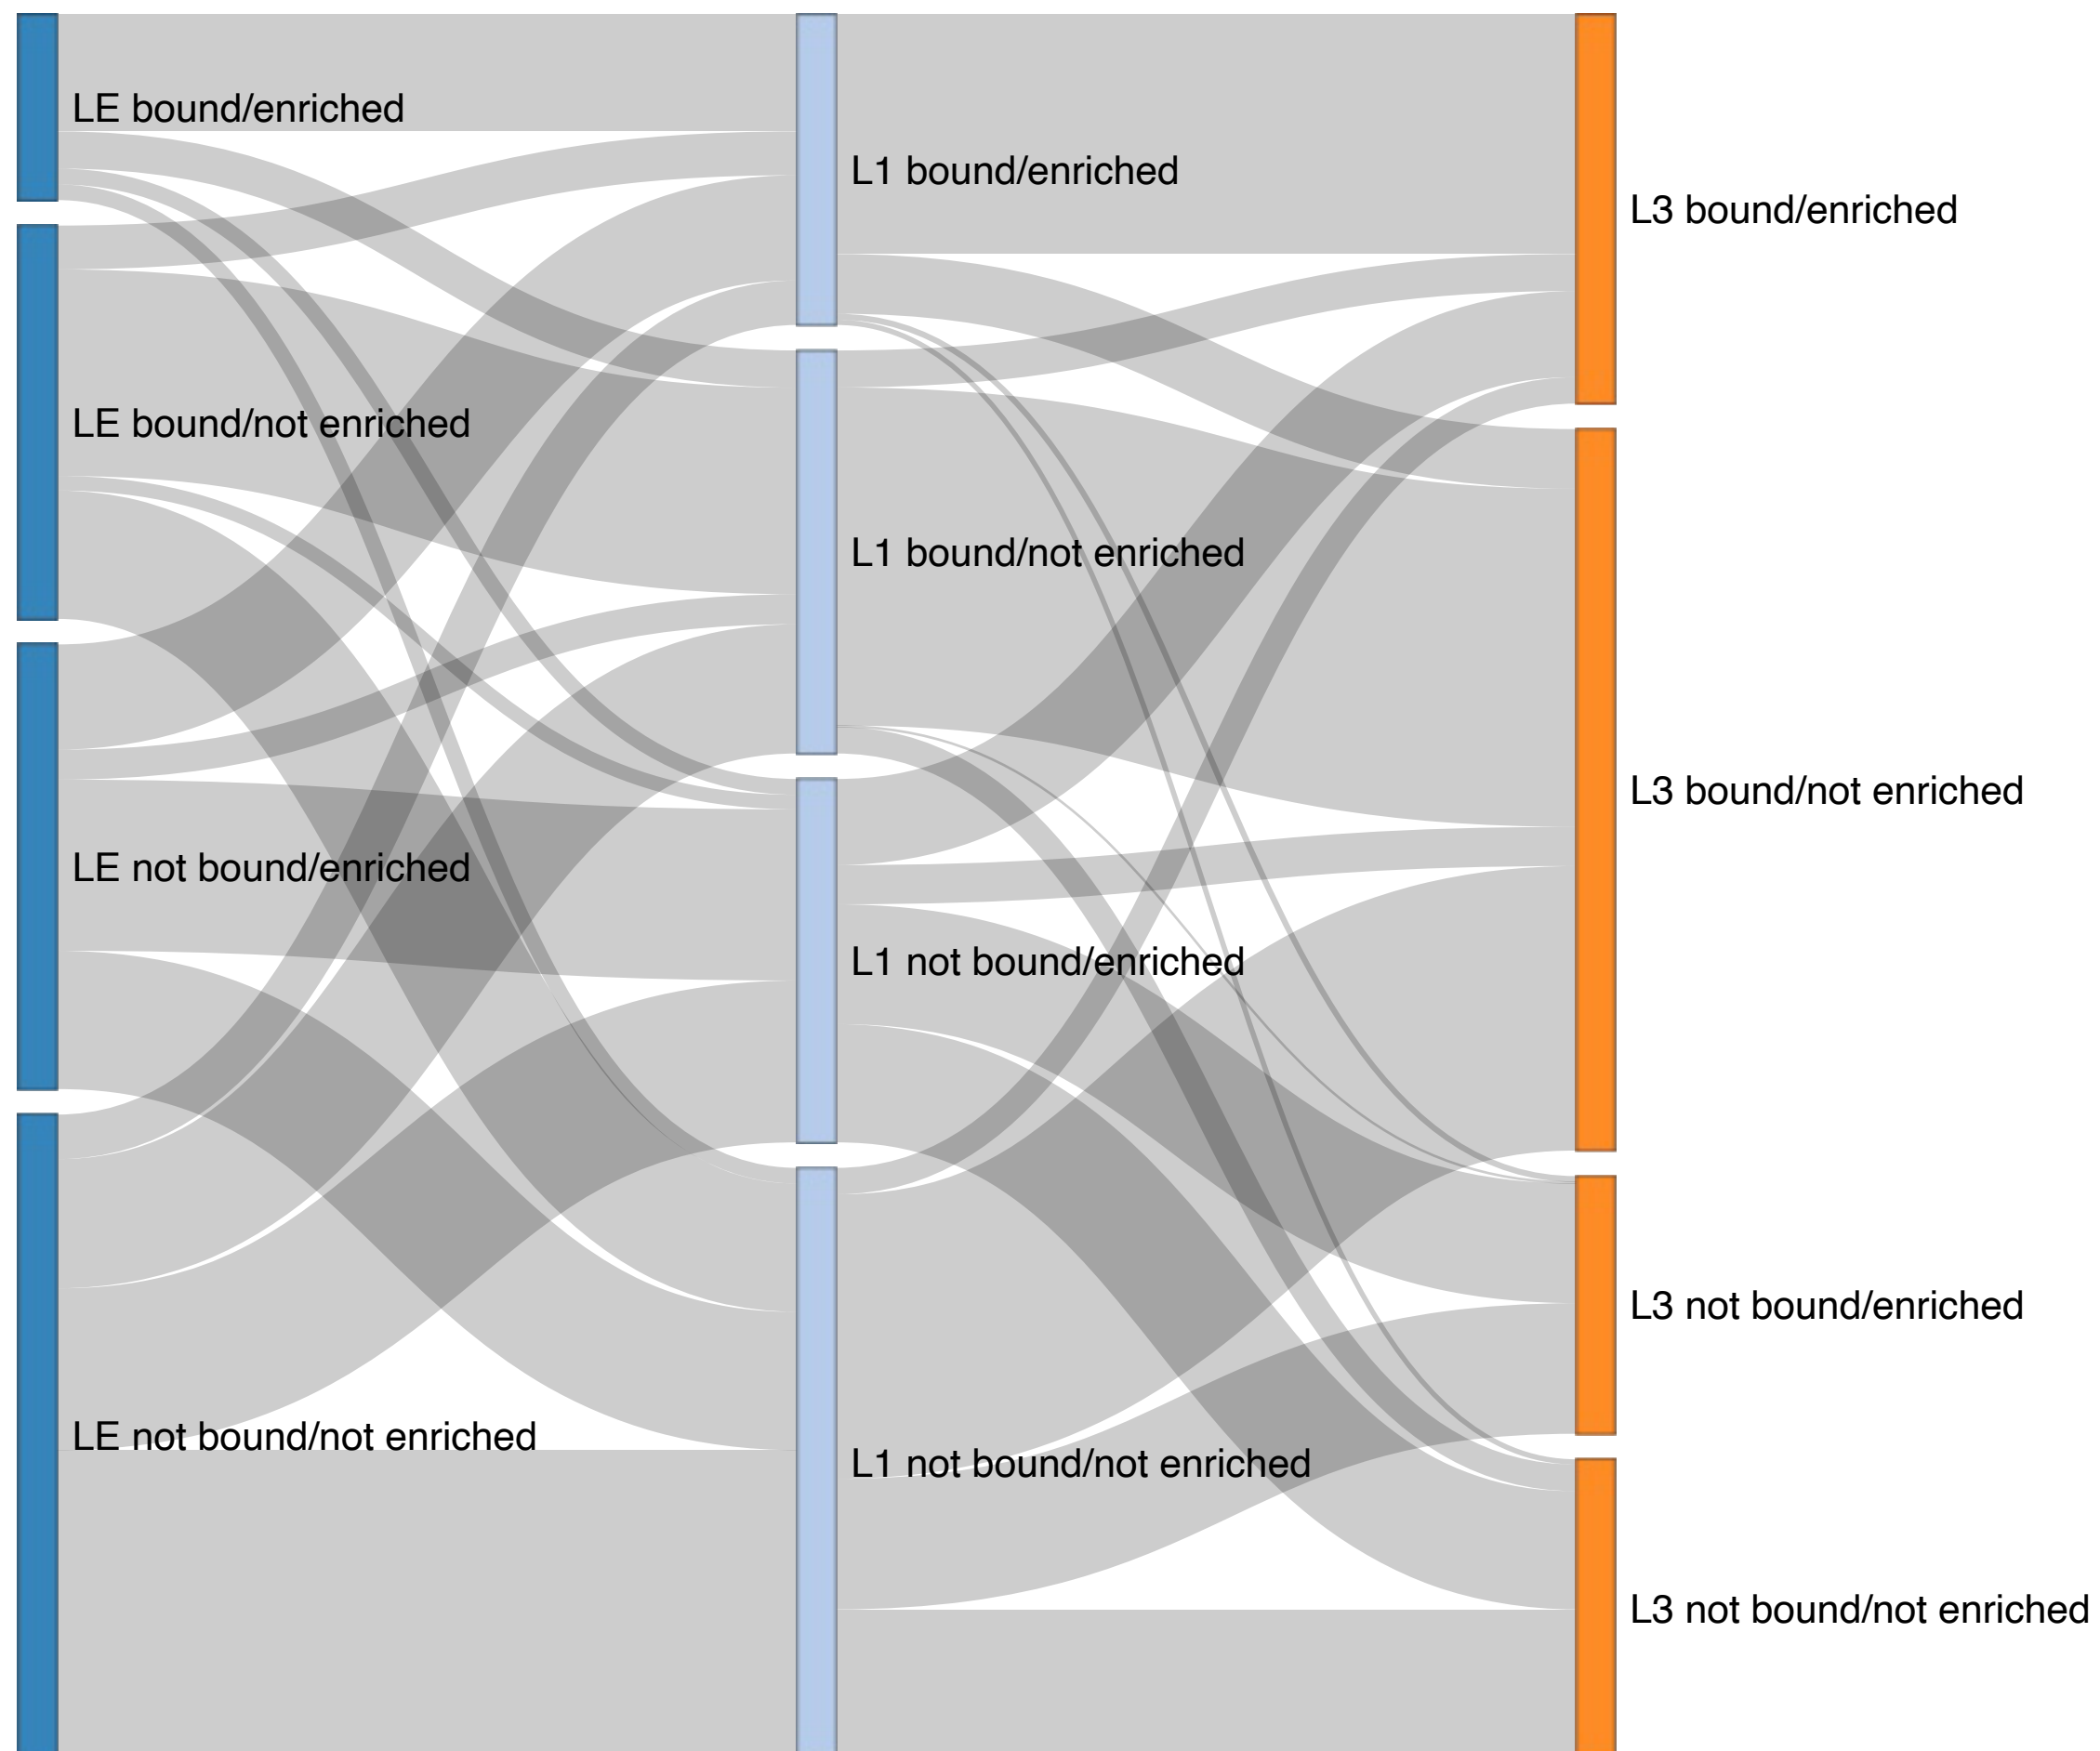 LE bound/enriched
LE bound/not enriched
LE not bound/enriched
LE not bound/not enriched
L1 bound/enriched
L1 bound/not enriched
L1 not bound/enriched
L1 not bound/not enriched
L3 bound/enriched
L3 bound/not enriched
L3 not bound/enriched
L3 not bound/not enriched